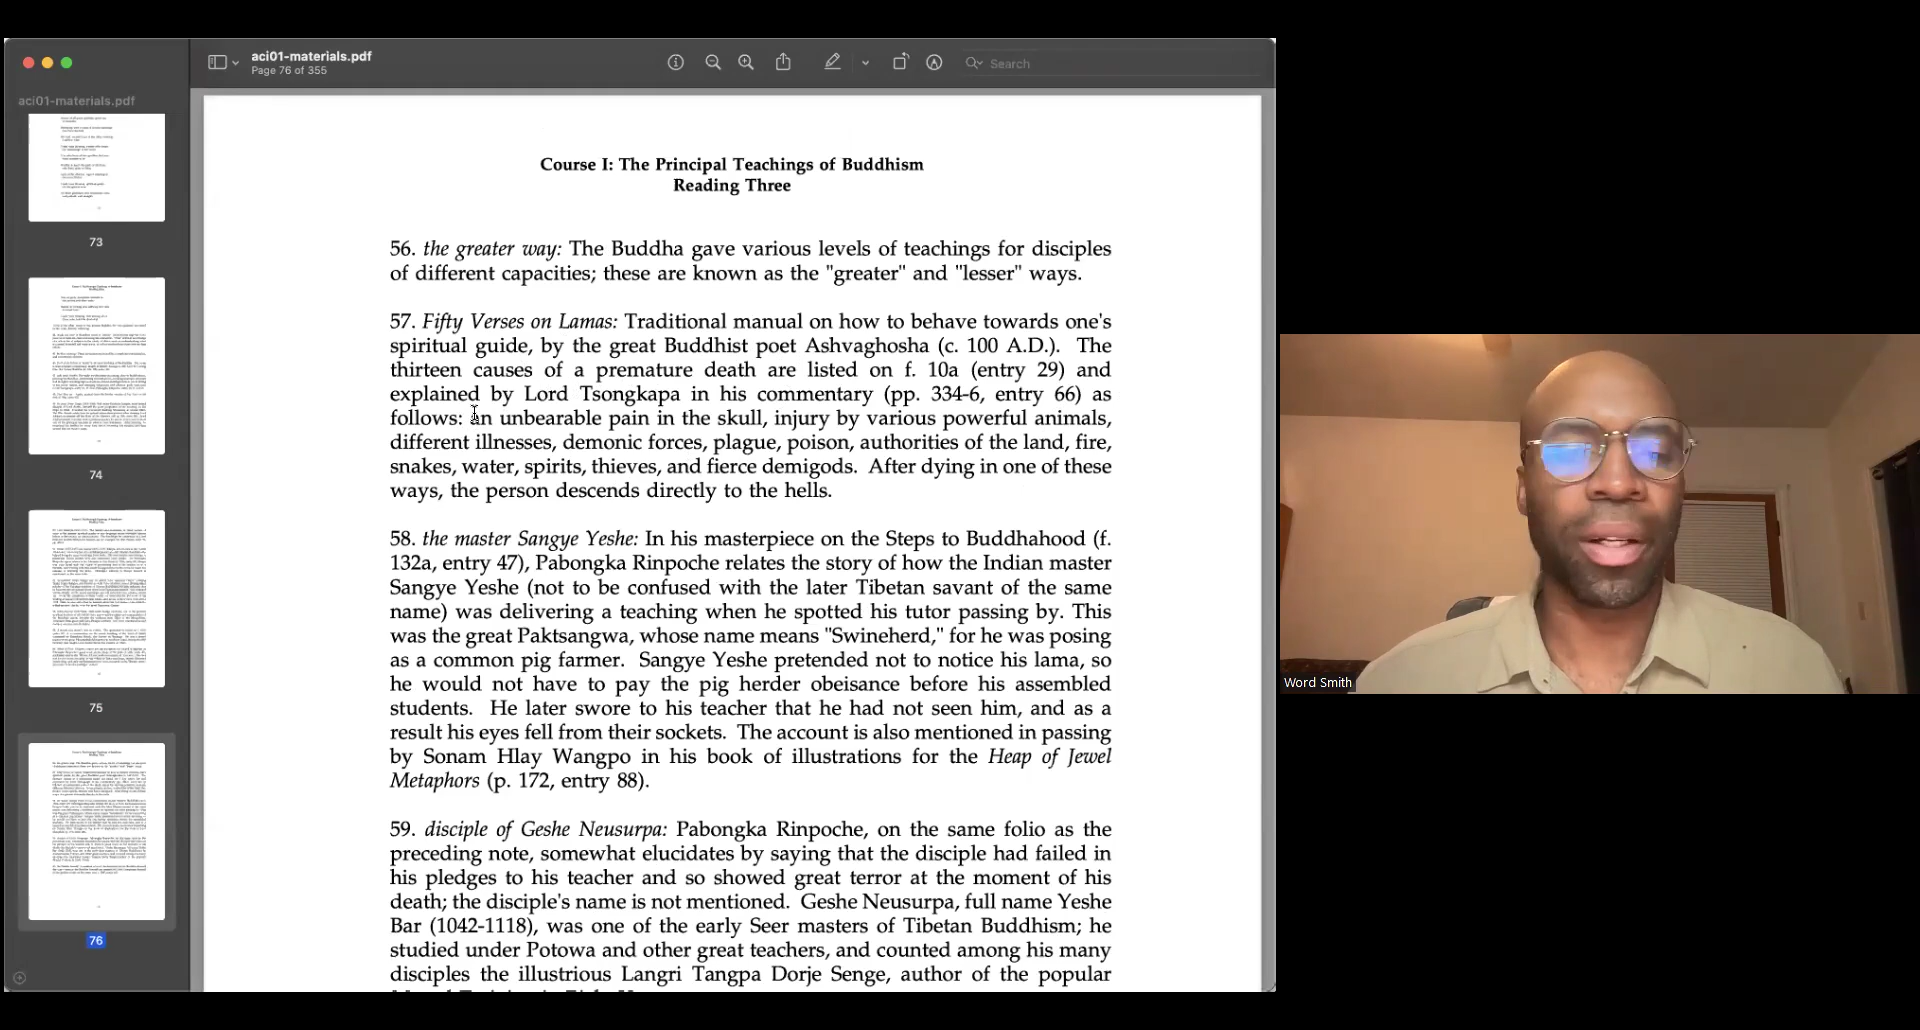 aci01-materials.pdf
Page 76 of 355
Search
aci01-materials.pdf
73
74
75
76
Course I: The Principal Teachings of Buddhism
Reading Three
56. the greater way: The Buddha gave various levels of teachings for disciples
of different capacities; these are known as the "greater" and "lesser" ways.
57. Fifty Verses on Lamas: Traditional manual on how to behave towards one's
spiritual guide, by the great Buddhist poet Ashvaghosha (c. 100 A.D.). The
thirteen causes of a premature death are listed on f. 10a (entry 29) and
explained by Lord Tsongkapa in his commentary (pp. 334-6, entry 66) as
follows: an unbearable pain in the skull, injury by various powerful animals,
different illnesses, demonic forces, plague, poison, authorities of the land, fire,
snakes, water, spirits, thieves, and fierce demigods. After dying in one of these
ways, the person descends directly to the hells.
58. the master Sangye Yeshe: In his masterpiece on the Steps to Buddhahood (f.
132a, entry 47), Pabongka Rinpoche relates the story of how the Indian master
Sangye Yeshe (not to be confused with the later Tibetan savant of the same
name) was delivering a teaching when he spotted his tutor passing by. This
was the great Paktsangwa, whose name means "Swineherd," for he was posing
as a common pig farmer. Sangye Yeshe pretended not to notice his lama, so
he would not have to pay the pig herder obeisance before his assembled
students. He later swore to his teacher that he had not seen him, and as a
result his eyes fell from their sockets. The account is also mentioned in passing
by Sonam Hlay Wangpo in his book of illustrations for the Heap of Jewel
Metaphors (p. 172, entry 88).
59. disciple of Geshe Neusurpa: Pabongka Rinpoche, on the same folio as the
preceding note, somewhat elucidates by saying that the disciple had failed in
his pledges to his teacher and so showed great terror at the moment of his
death; the disciple's name is not mentioned. Geshe Neusurpa, full name Yeshe
Bar (1042-1118), was one of the early Seer masters of Tibetan Buddhism; he
studied under Potowa and other great teachers, and counted among his many
disciples the illustrious Langri Tangpa Dorje Senge, author of the popular
Word Smith